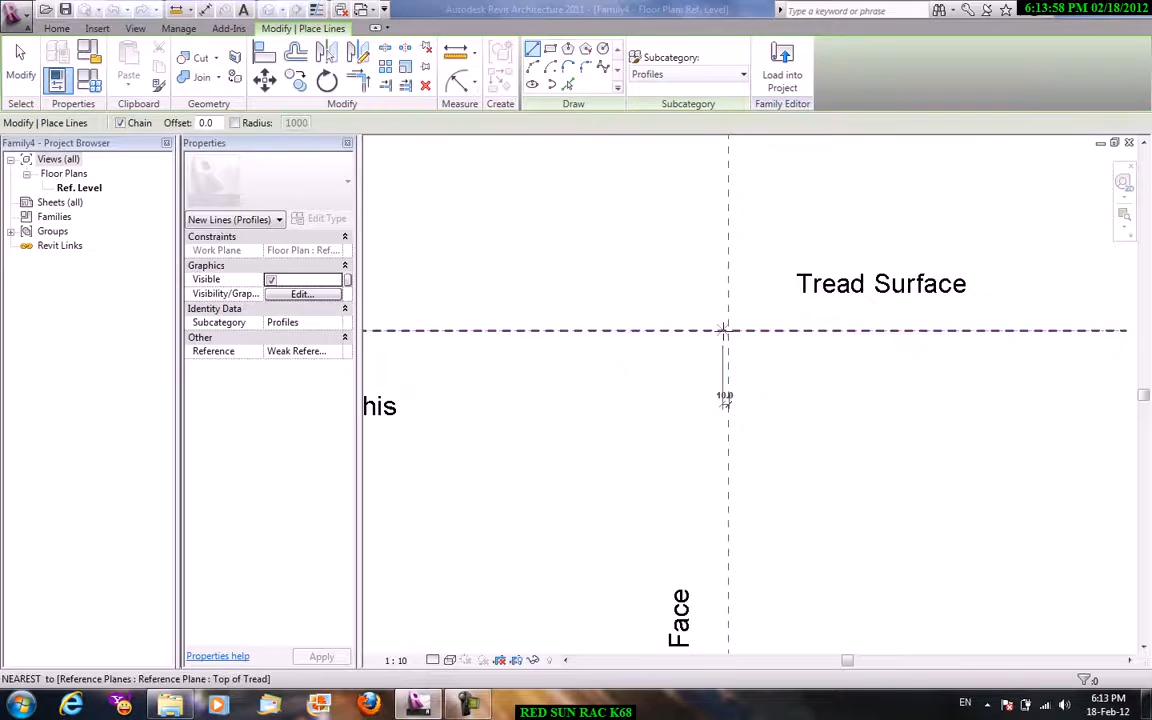 Autodesk Revit Architecture 2011 - [Family4 - Floor Plan: Ref. Level]
Type a keyword or phrase
6:13:58 PM 02/18/2012
Home Insert View Manage Add-Ins Modify | Place Lines
Modify
Paste
Cut
Join
Subcategory:
Profiles
Load into
Project
Select Properties Clipboard Geometry Modify Measure Create Draw Subcategory Family Editor
Modify | Place Lines Chain Offset: 0.0 Radius: 1000
Family4 - Project Browser
Views (all)
Floor Plans
Ref. Level
Sheets (all)
Families
Groups
Revit Links
Properties
New Lines (Profiles) Edit Type
Constraints
Work Plane Floor Plan : Ref....
Graphics
Visible
Visibility/Grap... Edit...
Identity Data
Subcategory Profiles
Other
Reference Weak Refere...
Properties help Apply
Tread Surface
his
10.0
Face
1 : 10
NEAREST to [Reference Planes : Reference Plane : Top of Tread]
:0
EN
6:13 PM
18-Feb-12
RED SUN RAC K68